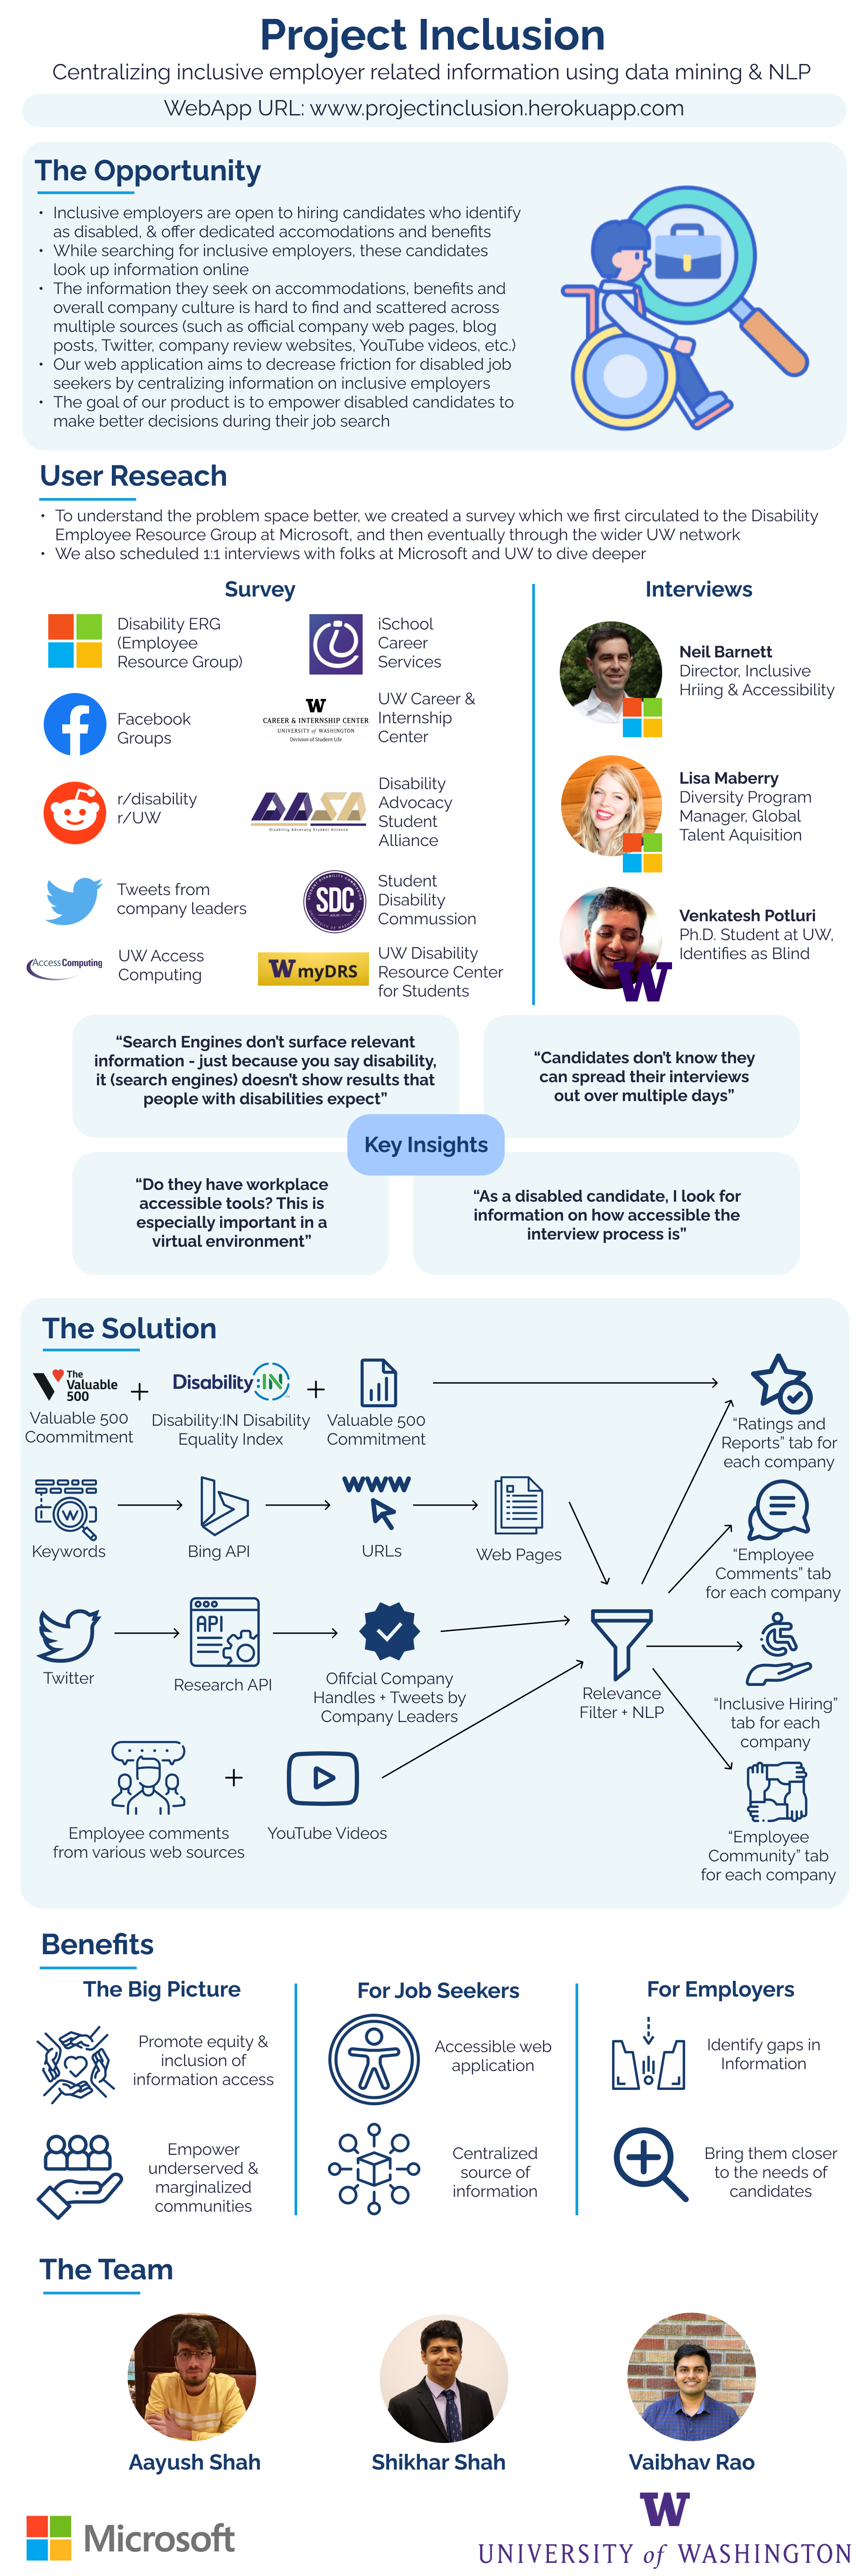 Project Inclusion
Centralizing inclusive employer related information using data mining & NLP
WebApp URL: www.projectinclusion.herokuapp.com
The Opportunity
• Inclusive employers are open to hiring candidates who identify
as disabled, & offer dedicated accomodations and benefits
• While searching for inclusive employers, these candidates
look up information online
• The information they seek on accommodations, benefits and
overall company culture is hard to find and scattered across
multiple sources (such as official company web pages, blog
posts, Twitter, company review websites, YouTube videos, etc.)
• Our web application aims to decrease friction for disabled job
seekers by centralizing information on inclusive employers
• The goal of our product is to empower disabled candidates to
make better decisions during their job search
User Reseach
• To understand the problem space better, we created a survey which we first circulated to the Disability
Employee Resource Group at Microsoft, and then eventually through the wider UW network
• We also scheduled 1:1 interviews with folks at Microsoft and UW to dive deeper
Survey
Disability ERG
(Employee
Resource Group)
iSchool
Career
Services
Facebook
Groups
W
CAREER & INTERNSHIP CENTER
UNIVERSITY of WASHINGTON
Division of Student Life
UW Career &
Internship
Center
r/disability
r/UW
DASA
Disability Advocacy Student Alliance
Disability
Advocacy
Student
Alliance
Tweets from
company leaders
SDC
Student
Disability
Commussion
AccessComputing
UW Access
Computing
W myDRS
UW Disability
Resource Center
for Students
Interviews
Neil Barnett
Director, Inclusive
Hriing & Accessibility
Lisa Maberry
Diversity Program
Manager, Global
Talent Aquisition
W
Venkatesh Potluri
Ph.D. Student at UW,
Identifies as Blind
“Search Engines don't surface relevant
information - just because you say disability,
it (search engines) doesn't show results that
people with disabilities expect”
“Candidates don't know they
can spread their interviews
out over multiple days”
Key Insights
“Do they have workplace
accessible tools? This is
especially important in a
virtual environment”
“As a disabled candidate, I look for
information on how accessible the
interview process is”
The Solution
The
Valuable
500
+
Disability:IN
+
Valuable 500
Coommitment
Disability:IN Disability
Equality Index
Valuable 500
Commitment
“Ratings and
Reports” tab for
each company
W
Keywords
Bing API
WWW
URLs
Web Pages
“Employee
Comments” tab
for each company
Twitter
API
Research API
Ofifcial Company
Handles + Tweets by
Company Leaders
Relevance
Filter + NLP
“Inclusive Hiring”
tab for each
company
+
Employee comments
from various web sources
YouTube Videos
“Employee
Community” tab
for each company
Benefits
The Big Picture
Promote equity &
inclusion of
information access
Empower
underserved &
marginalized
communities
For Job Seekers
Accessible web
application
Centralized
source of
information
For Employers
Identify gaps in
Information
Bring them closer
to the needs of
candidates
The Team
Aayush Shah
Shikhar Shah
Vaibhav Rao
Microsoft
W
UNIVERSITY of WASHINGTON